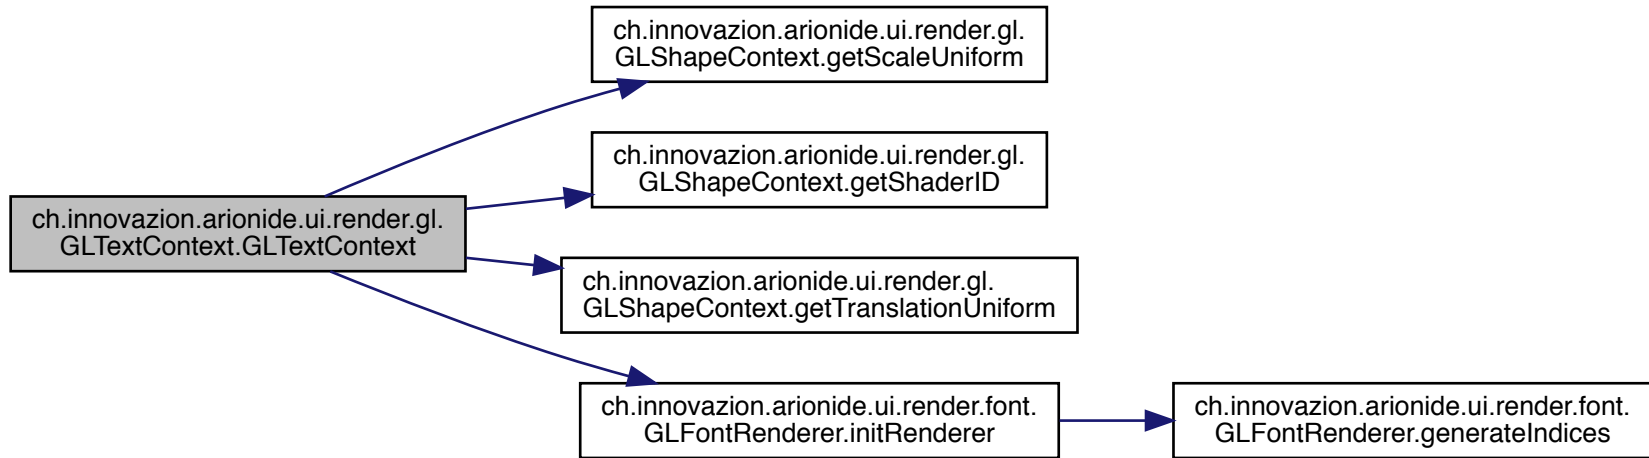 ch.innovazion.arionide.ui.render.gl.
GLShapeContext.getScaleUniform
ch.innovazion.arionide.ui.render.gl.
GLShapeContext.getShaderID
ch.innovazion.arionide.ui.render.gl.
GLTextContext.GLTextContext
ch.innovazion.arionide.ui.render.gl.
GLShapeContext.getTranslationUniform
ch.innovazion.arionide.ui.render.font.
GLFontRenderer.initRenderer
ch.innovazion.arionide.ui.render.font.
GLFontRenderer.generateIndices